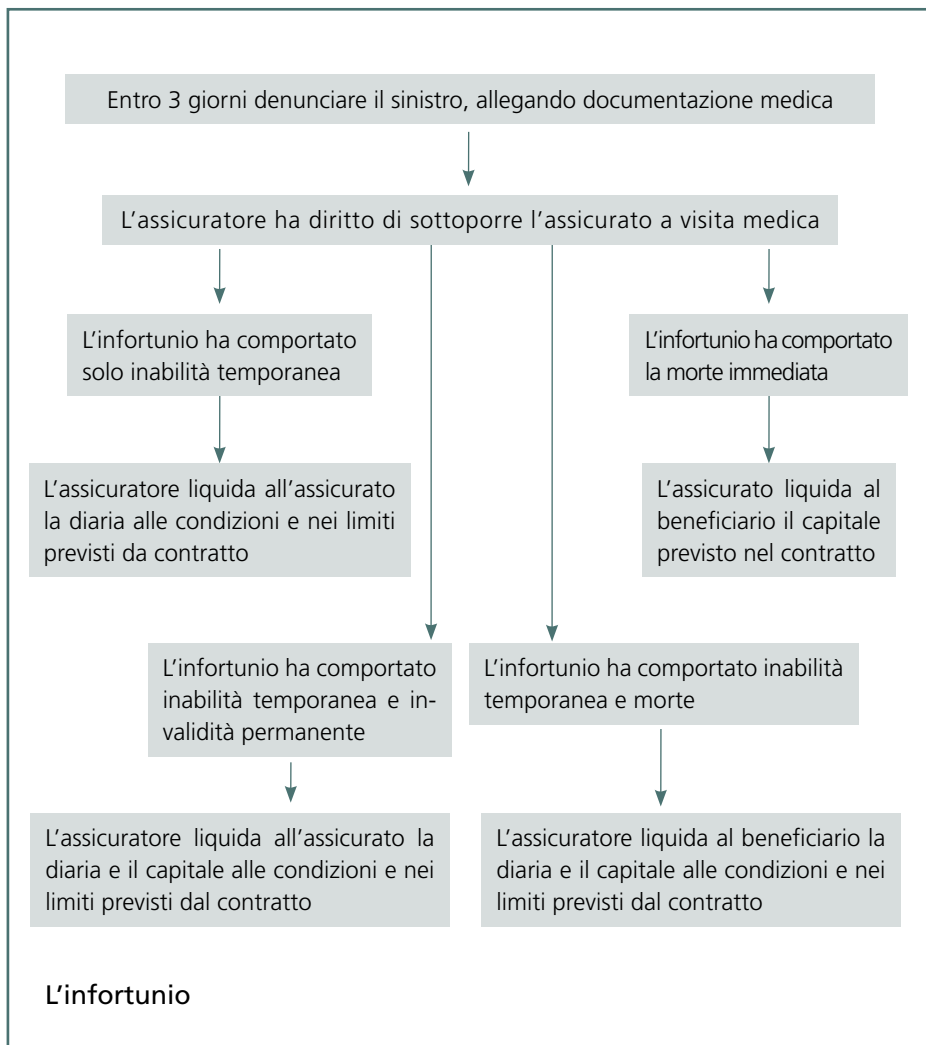 Entro 3 giorni denunciare il sinistro, allegando documentazione medica
L'assicuratore ha diritto di sottoporre l'assicurato a visita medica
L'infortunio ha comportato
solo inabilità temporanea
L'infortunio ha comportato
la morte immediata
L'assicuratore liquida all'assicurato
la diaria alle condizioni e nei limiti
previsti da contratto
L'assicurato liquida al
beneficiario il capitale
previsto nel contratto
L'infortunio ha comportato
inabilità temporanea e in-
validità permanente
L'infortunio ha comportato inabilità
temporanea e morte
L'assicuratore liquida all'assicurato la
diaria e il capitale alle condizioni e nei
limiti previsti dal contratto
L'assicuratore liquida al beneficiario la
diaria e il capitale alle condizioni e nei
limiti previsti dal contratto
L'infortunio